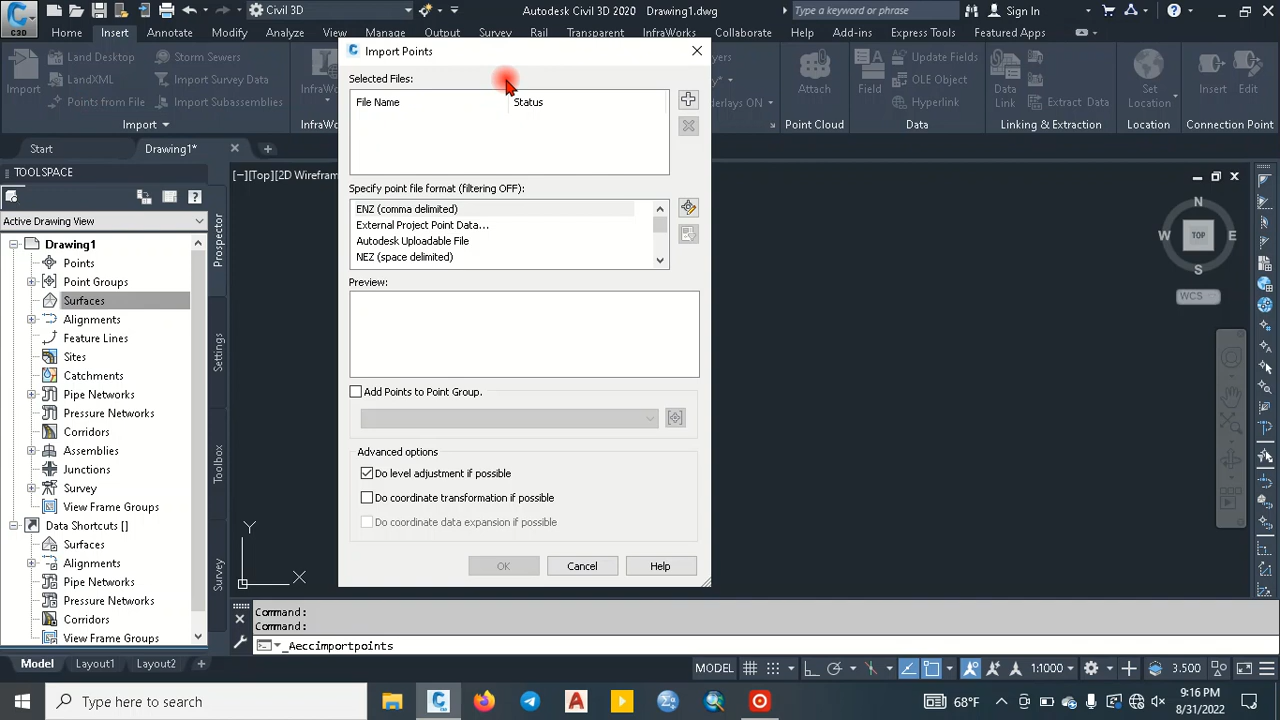 C3D
Civil 3D
Autodesk Civil 3D 2020
Drawing1.dwg
Type a keyword or phrase
Sign In
Home
Insert
Annotate
Modify
Analyze
View
Manage
Output
Survey
Rail
Transparent
InfraWorks
Collaborate
Help
Add-ins
Express Tools
Featured Apps
Import
Land Desktop
LandXML
Points from File
Storm Sewers
Import Survey Data
Import Subassemblies
Import
InfraWo
Attach
Point Cloud
Field
Update Fields
OLE Object
Hyperlink
Data
Insert
Edit
Linking & Extraction
Set
Location
Location
Insert
Connection Point
Start
Drawing1*
TOOLSPACE
Active Drawing View
Drawing1
Points
Point Groups
Surfaces
Alignments
Feature Lines
Sites
Catchments
Pipe Networks
Pressure Networks
Corridors
Assemblies
Junctions
Survey
View Frame Groups
Data Shortcuts []
Surfaces
Alignments
Pipe Networks
Pressure Networks
Corridors
View Frame Groups
Prospector
Settings
Toolbox
Survey
[−][Top][2D Wirefram
Import Points
Selected Files:
File Name
Status
Specify point file format (filtering OFF):
ENZ (comma delimited)
External Project Point Data...
Autodesk Uploadable File
NEZ (space delimited)
Preview:
Add Points to Point Group.
Advanced options
Do level adjustment if possible
Do coordinate transformation if possible
Do coordinate data expansion if possible
OK
Cancel
Help
N
W
TOP
E
S
WCS
Y
X
Command:
Command:
_Aeccimportpoints
Model
Layout1
Layout2
MODEL
1:1000
3.500
Type here to search
68°F
9:16 PM
8/31/2022